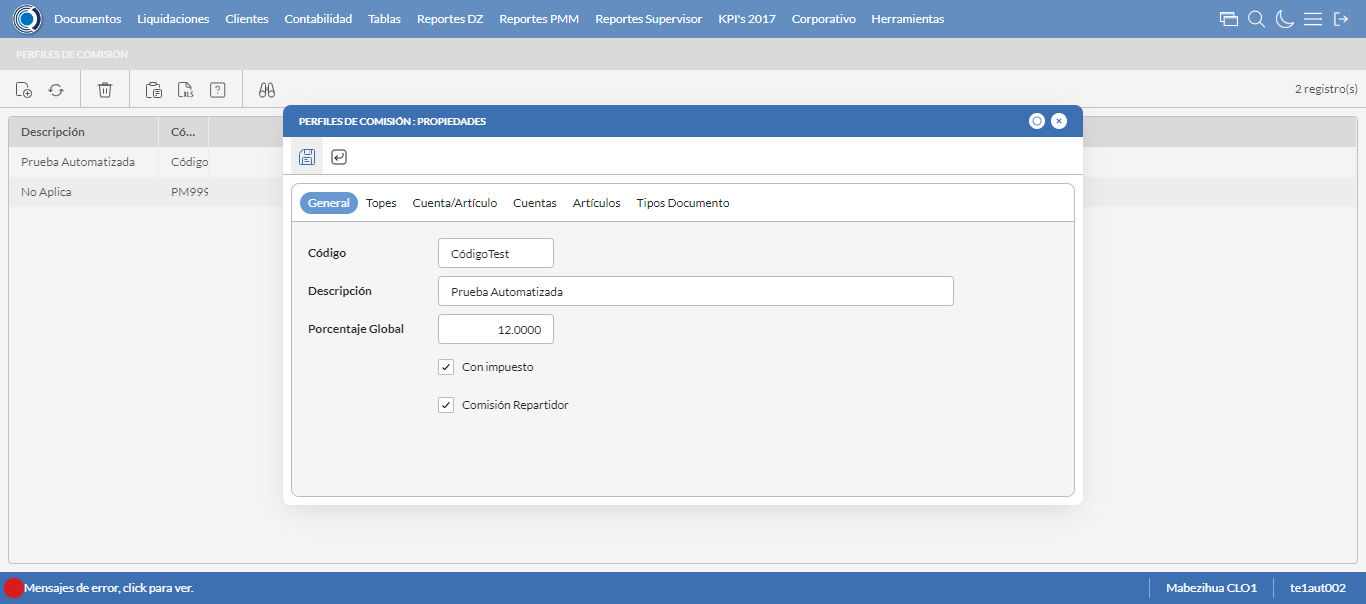 Documentos Liquidaciones Clientes Contabilidad Tablas Reportes DZ Reportes PMM Reportes Supervisor KPI's 2017 Corporativo Herramientas
PERFILES DE COMISIÓN
XLS ? 2 registro(s)
Descripción Có...
Prueba Automatizada Código
No Aplica PM999
PERFILES DE COMISIÓN : PROPIEDADES
General Topes Cuenta/Artículo Cuentas Artículos Tipos Documento
Código CódigoTest
Descripción Prueba Automatizada
Porcentaje Global 12.0000
Con impuesto
Comisión Repartidor
Mensajes de error, click para ver. Mabezihua CLO1 te1aut002